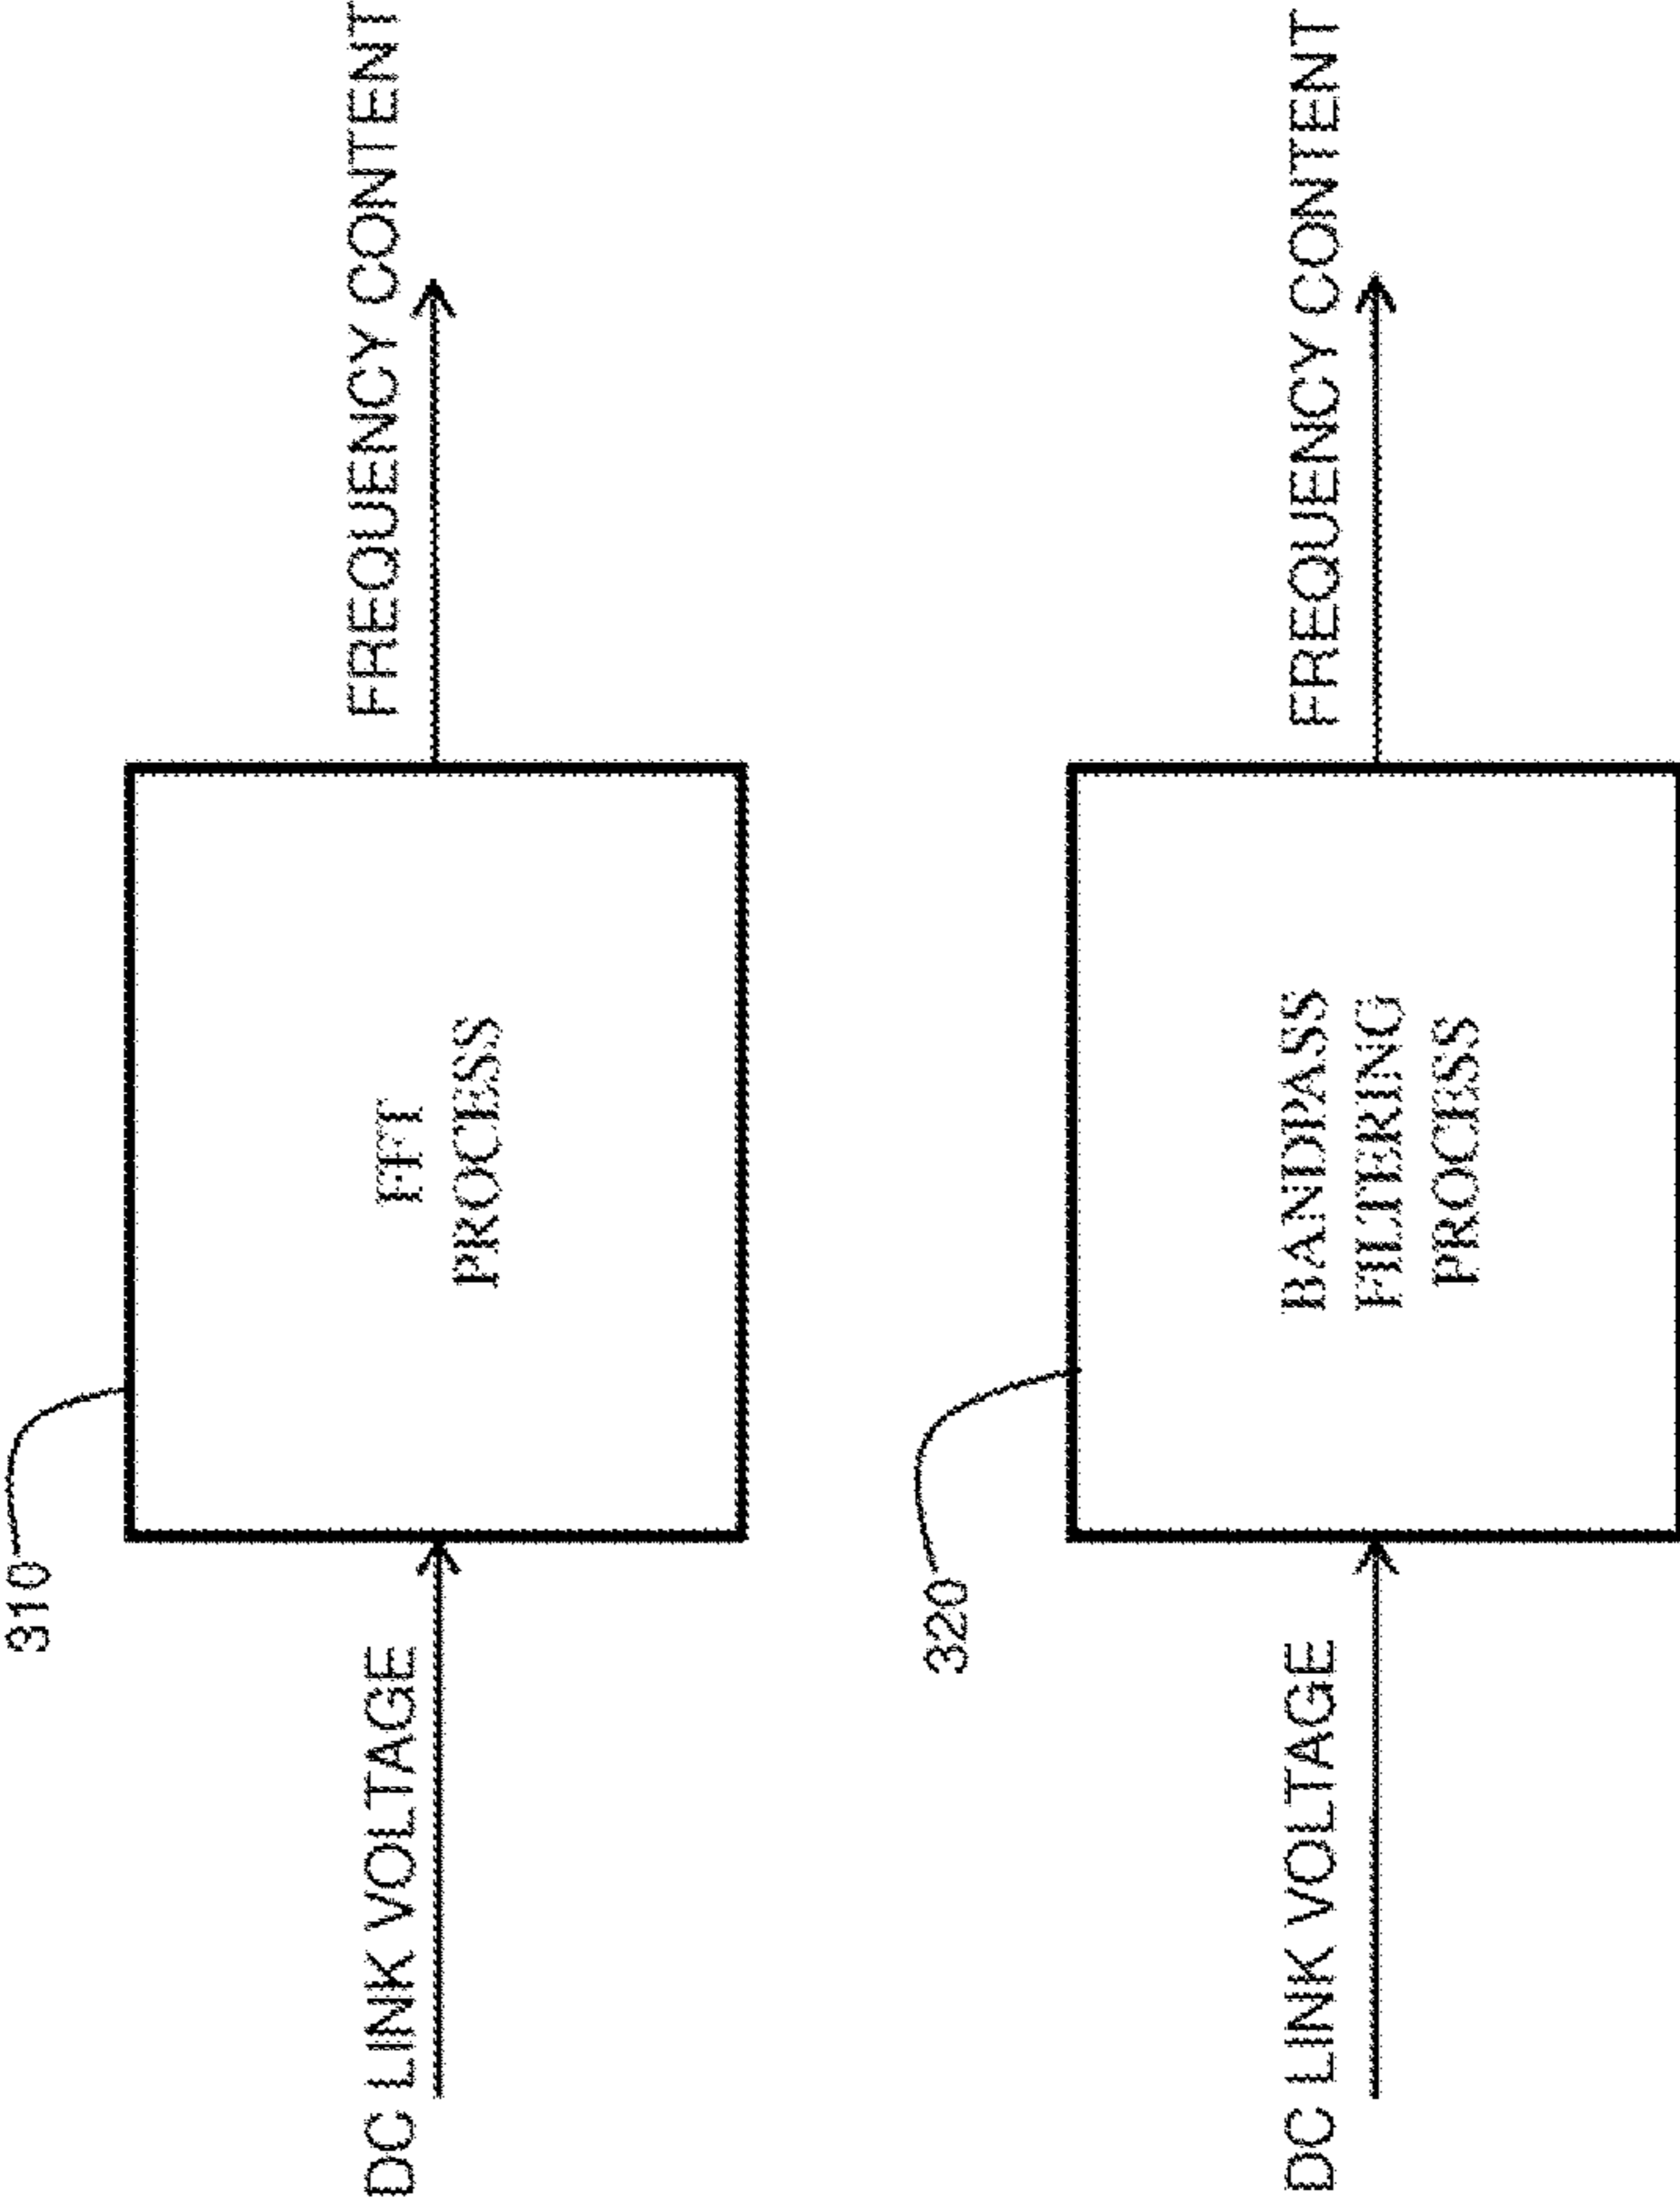 310
DC LINK VOLTAGE
FFT
PROCESS
FREQUENCY CONTENT
320
DC LINK VOLTAGE
BANDPASS
FILTERING
PROCESS
FREQUENCY CONTENT